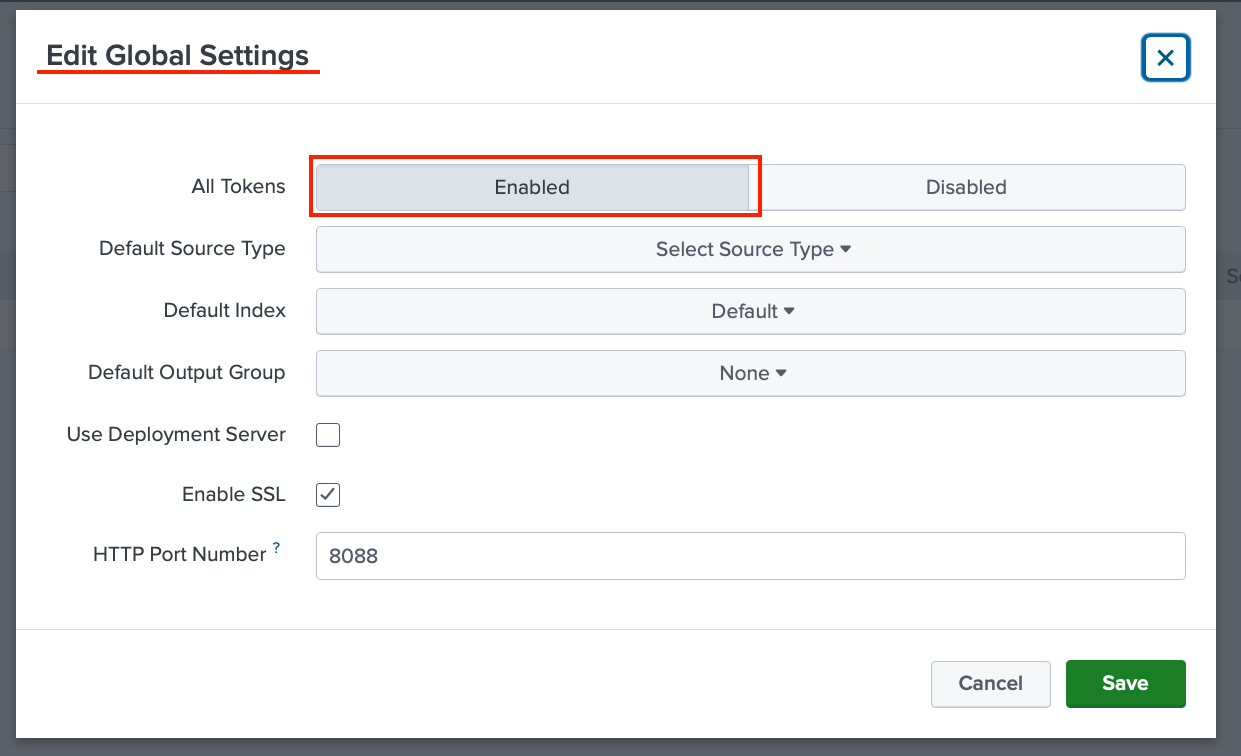 Edit Global Settings
All Tokens Enabled Disabled
Default Source Type Select Source Type
Default Index Default
Default Output Group None
Use Deployment Server
Enable SSL
HTTP Port Number ? 8088
Cancel Save